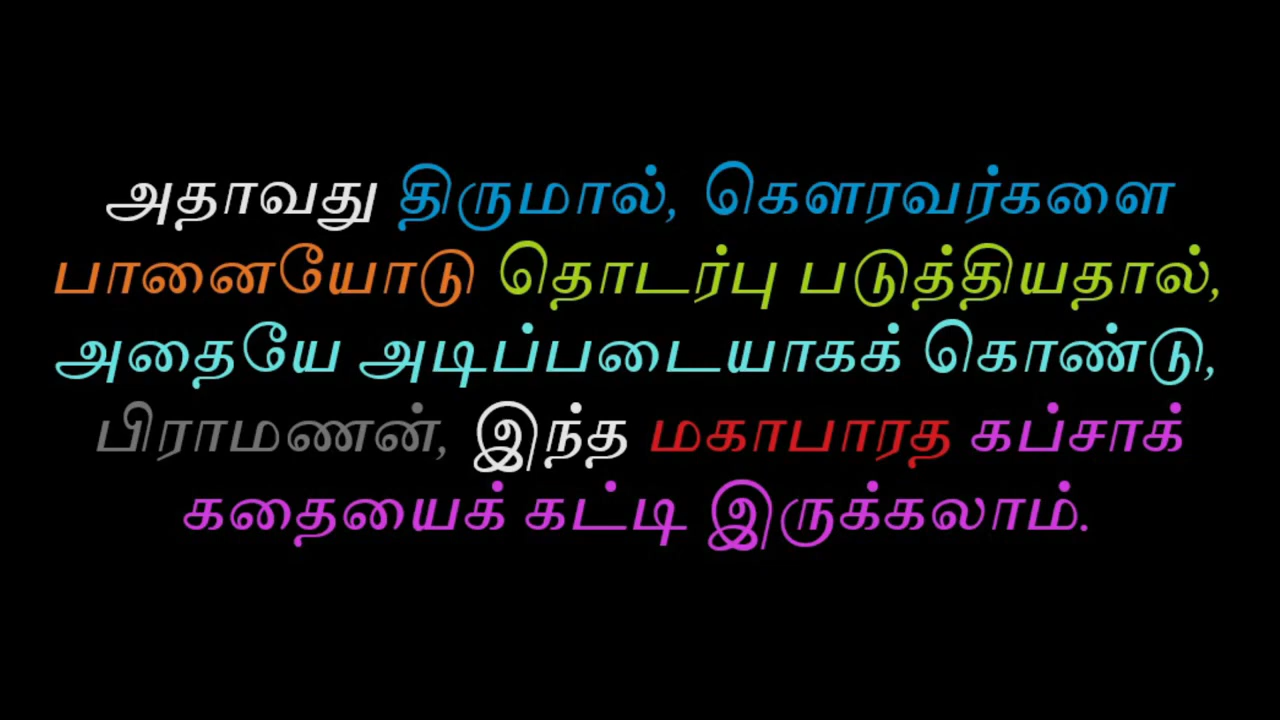 அதாவது திருமால், கௌரவர்களை
பானையோடு தொடர்பு படுத்தியதால்,
அதையே அடிப்படையாகக் கொண்டு,
பிராமணன், இந்த மகாபாரத கப்சாக்
கதையைக் கட்டி இருக்கலாம்.